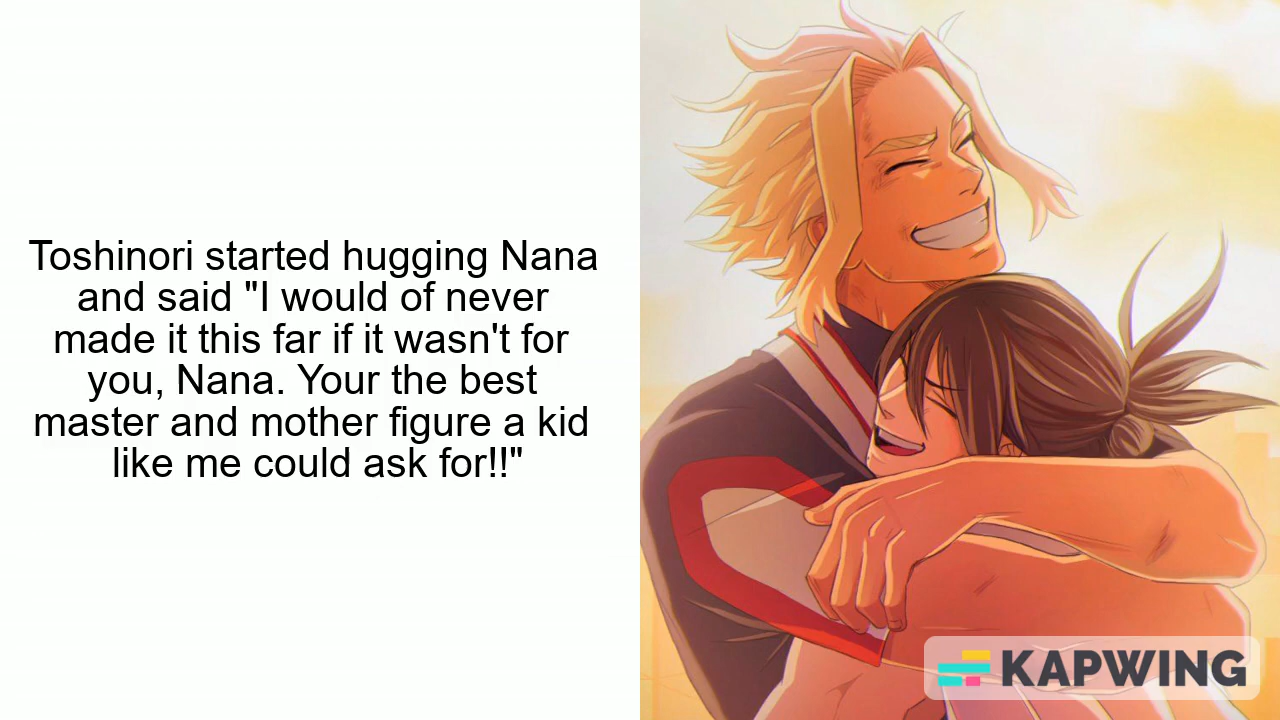 Toshinori started hugging Nana
and said "I would of never
made it this far if it wasn't for
you, Nana. Your the best
master and mother figure a kid
like me could ask for!!"
KAPWING